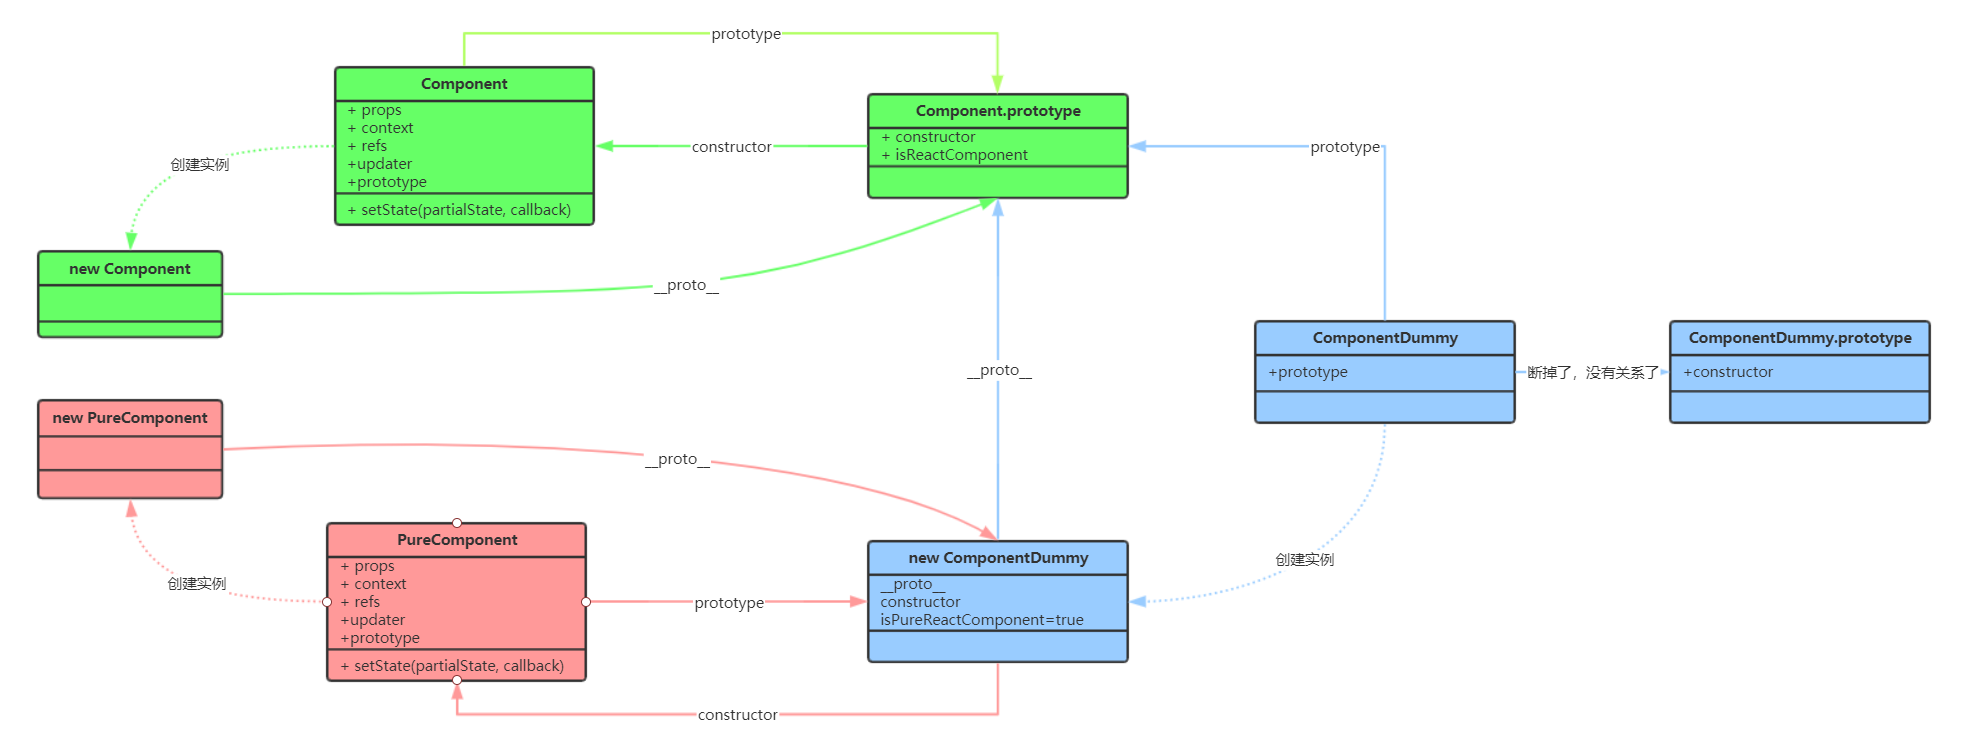 prototype
Component
+ props
+ context
+ refs
+updater
+prototype
+ setState(partialState, callback)
Component.prototype
+ constructor
+ isReactComponent
constructor
prototype
创建实例
new Component
__proto__
__proto__
ComponentDummy
+prototype
断掉了，没有关系了
ComponentDummy.prototype
+constructor
new PureComponent
__proto__
创建实例
PureComponent
+ props
+ context
+ refs
+updater
+prototype
+ setState(partialState, callback)
prototype
new ComponentDummy
__proto__
constructor
isPureReactComponent=true
创建实例
constructor